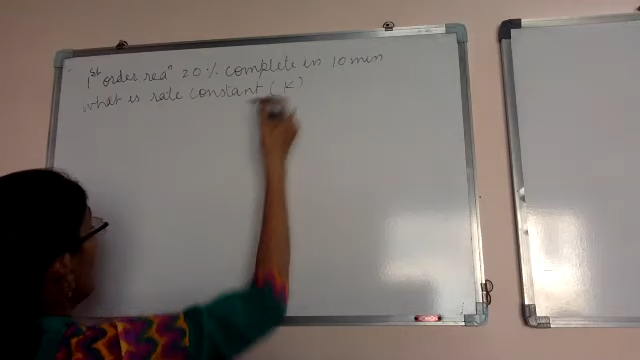 1st order reaⁿ 20% complete in 10 min
what is rate constant (K)